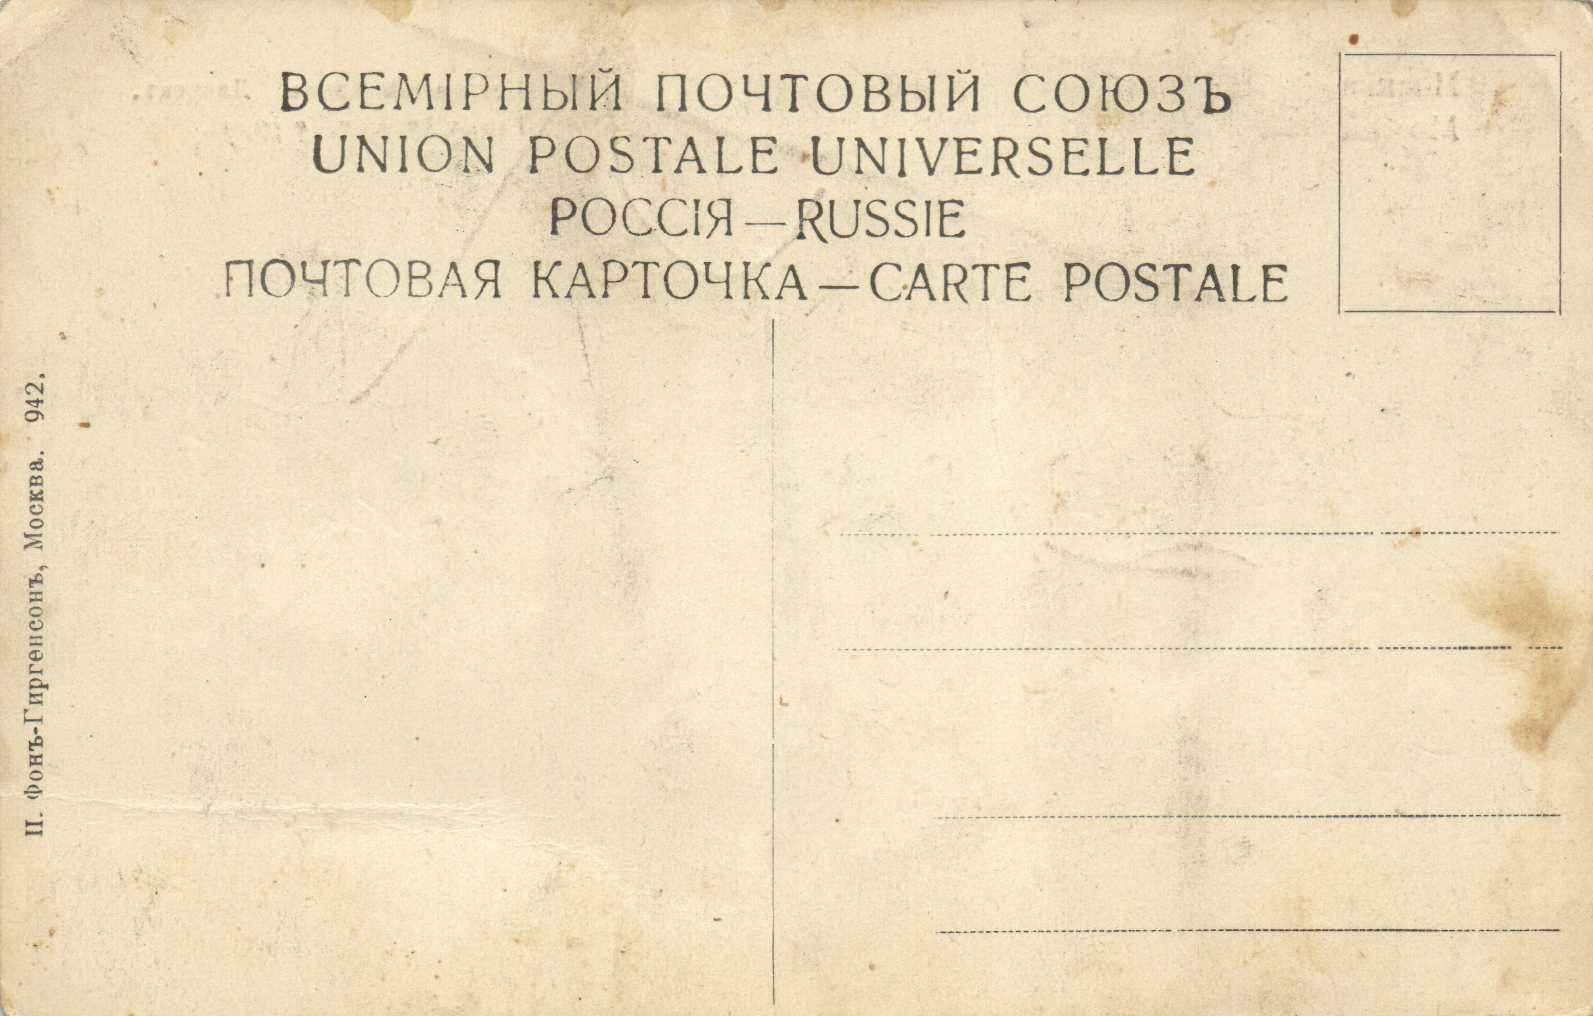 ВСЕМІРНЫЙ ПОЧТОВЫЙ СОЮЗЪ
UNION POSTALE UNIVERSELLE
РОССІЯ — RUSSIE
ПОЧТОВАЯ КАРТОЧКА — CARTE POSTALE
П. Фонъ-Гиргенсонъ, Москва. 942.